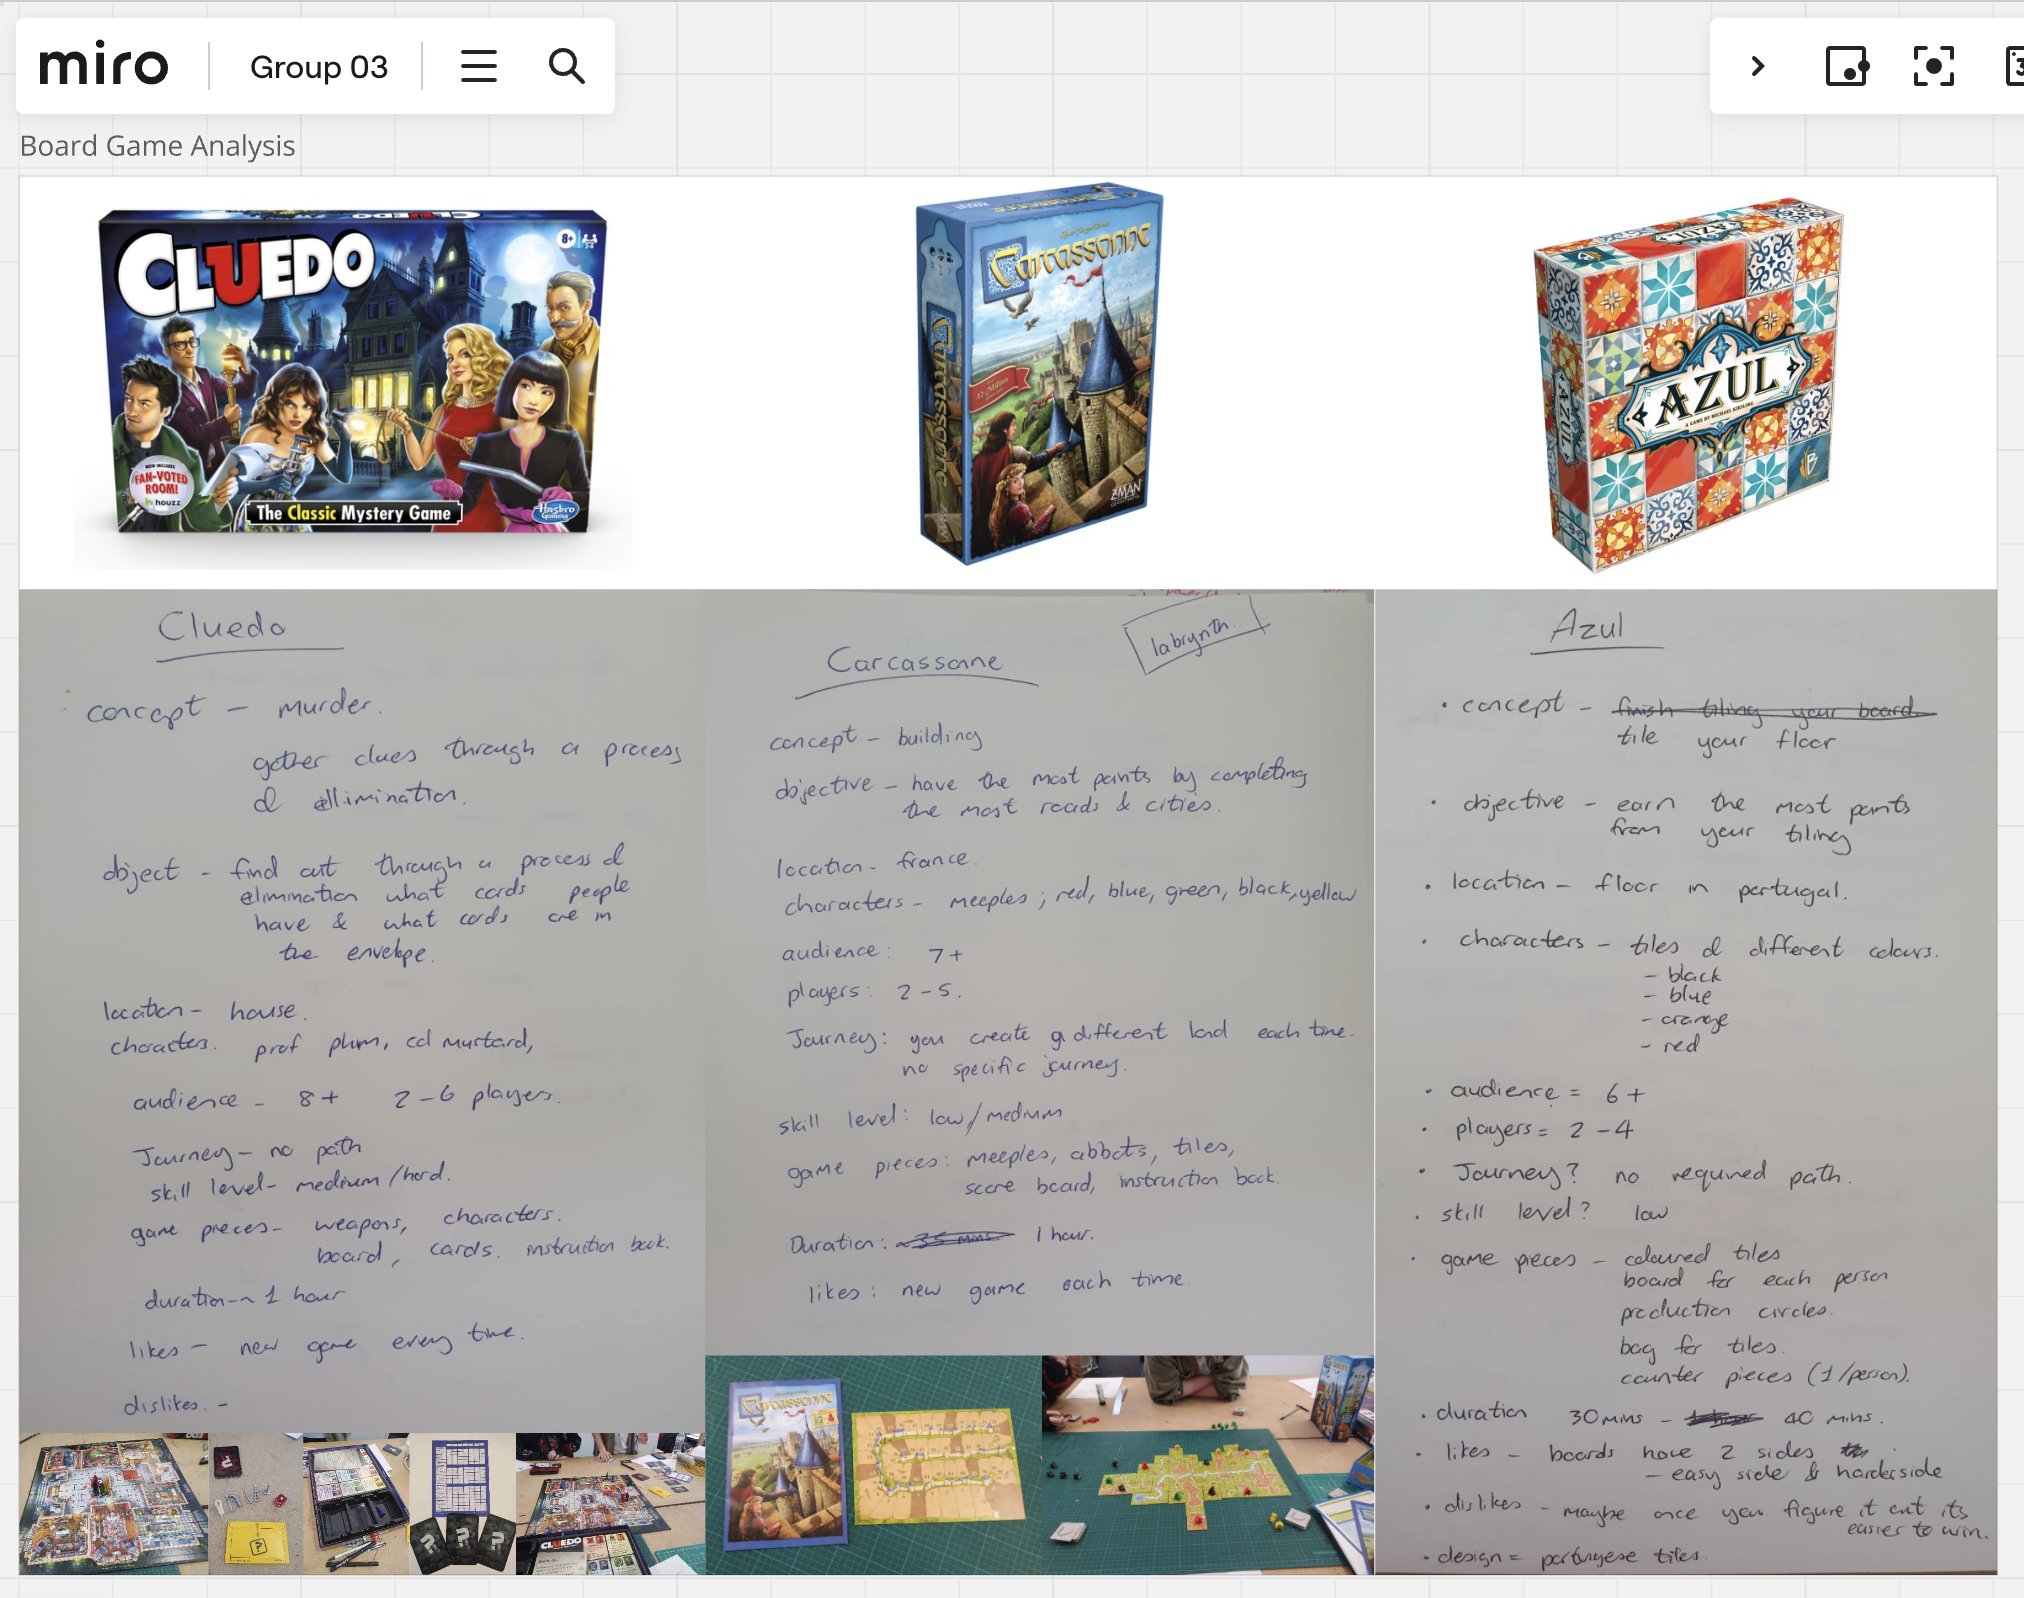 miro
Group 03
Board Game Analysis
CLUEDO
CLUEDO
8+
NOW INCLUDES
FAN-VOTED
ROOM!
houzz
The Classic Mystery Game
Hasbro
Gaming
Carcassonne
Carcassonne
ZMAN
AZUL
AZUL
AZUL
A GAME BY MICHAEL KIESLING
Cluedo
concept – murder.
gather clues through a process
of ellimination.
object – find out through a process of
elimination what cards people
have & what cards are in
the envelope.
location – house.
characters. prof plum, col murtard,
audience – 8+ 2-6 players.
Journey – no path
skill level – medium/hard.
game pieces – weapons, characters.
board, cards. instruction book.
duration – ~ 1 hour
likes – new game every time.
dislikes. –
labrynth.
Carcassonne
concept – building
objective – have the most points by completing
the most roads & cities.
location – france.
characters – meeples ; red, blue, green, black, yellow
audience : 7+
players : 2-5.
Journey : you create a different land each time.
no specific journey.
skill level : low/medium
game pieces : meeples, abbots, tiles,
score board, instruction book.
Duration : ~35 mins 1 hour.
likes : new game each time.
Carcassonne
CLUEDO
Azul
• concept – finish tiling your board.
tile your floor
• objective – earn the most points
from your tiling
• location – floor in portugal.
• characters – tiles of different colours.
– black
– blue
– orange
– red
• audience = 6+
• players = 2-4
• Journey? no required path.
• skill level? low
• game pieces – coloured tiles
board for each person
production circles.
bag for tiles.
counter pieces (1/person).
• duration 30 mins – 1 hour 40 mins.
• likes – boards have 2 sides
– easy side & harder side
• dislikes – maybe once you figure it out its
easier to win.
• design = portugese tiles.